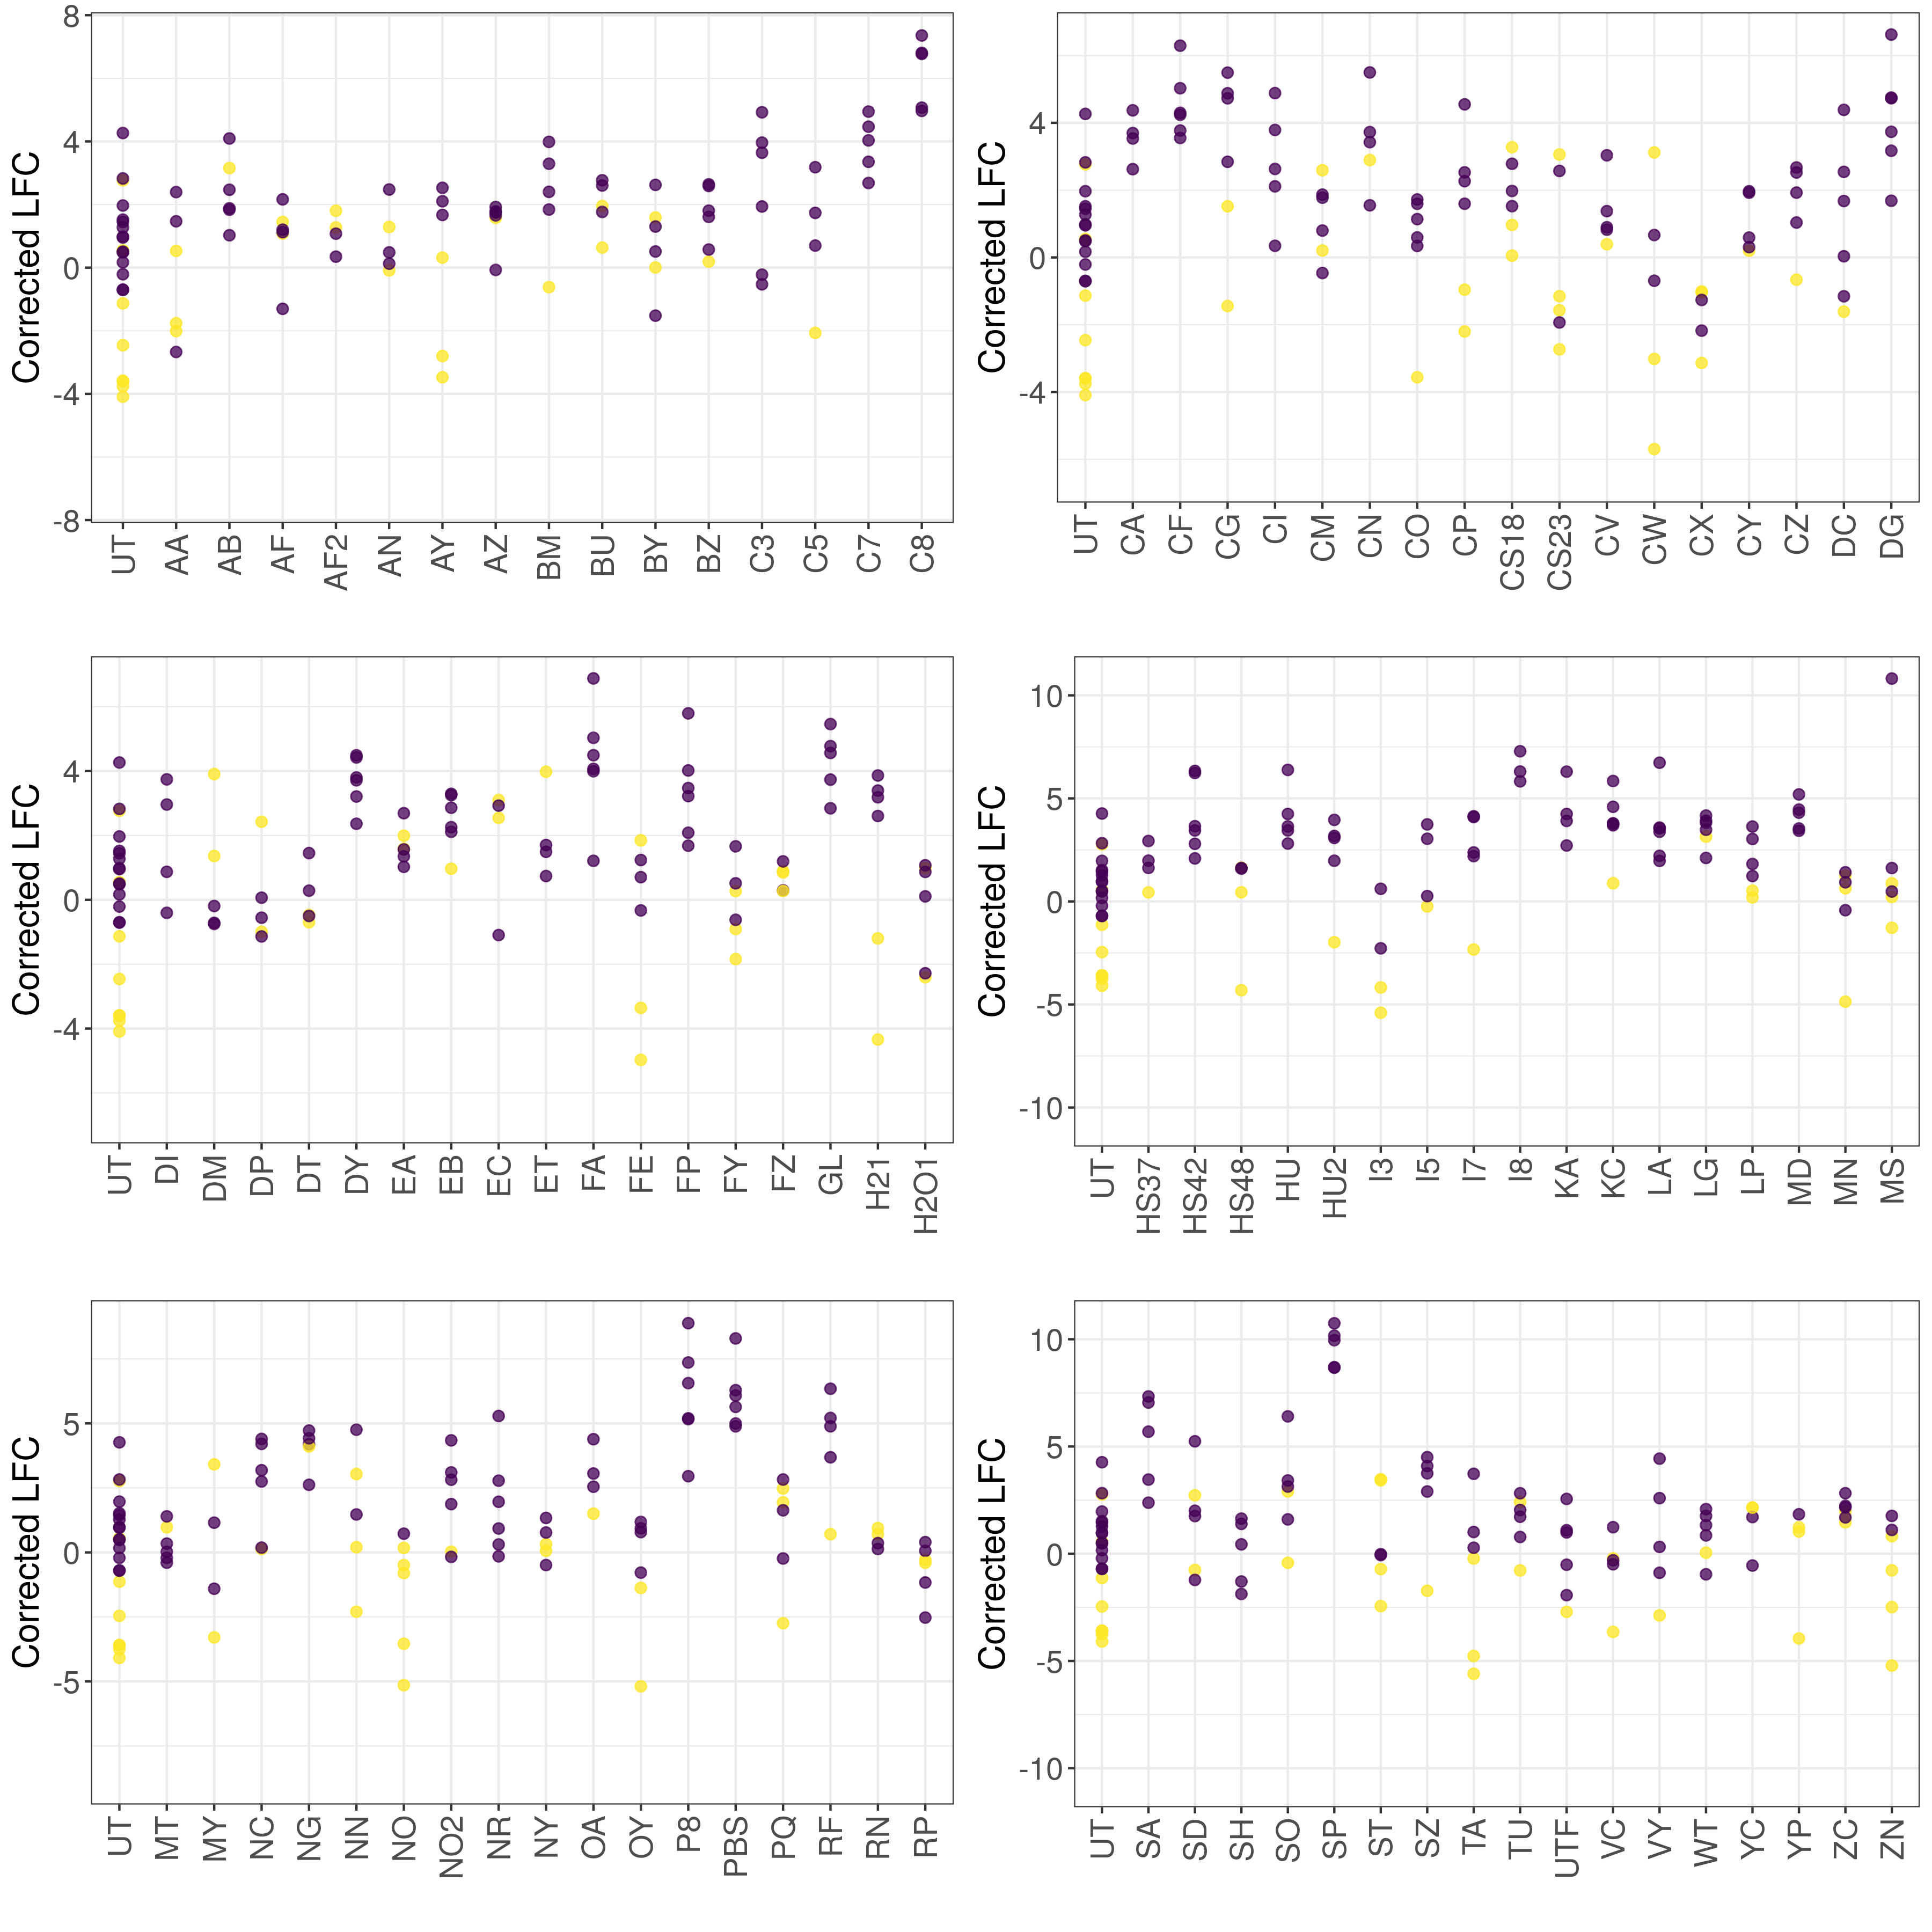 Corrected LFC
8
4
0
-4
-8
UT AA AB AF AF2 AN AY AZ BM BU BY BZ C3 C5 C7 C8
Corrected LFC
4
0
-4
UT CA CF CG CI CM CN CO CP CS18 CS23 CV CW CX CY CZ DC DG
Corrected LFC
4
0
-4
UT DI DM DP DT DY EA EB EC ET FA FE FP FY FZ GL H21 H2O1
Corrected LFC
10
5
0
-5
-10
UT HS37 HS42 HS48 HU HU2 I3 I5 I7 I8 KA KC LA LG LP MD MN MS
Corrected LFC
5
0
-5
UT MT MY NC NG NN NO NO2 NR NY OA OY P8 PBS PQ RF RN RP
Corrected LFC
10
5
0
-5
-10
UT SA SD SH SO SP ST SZ TA TU UTF VC VY WT YC YP ZC ZN